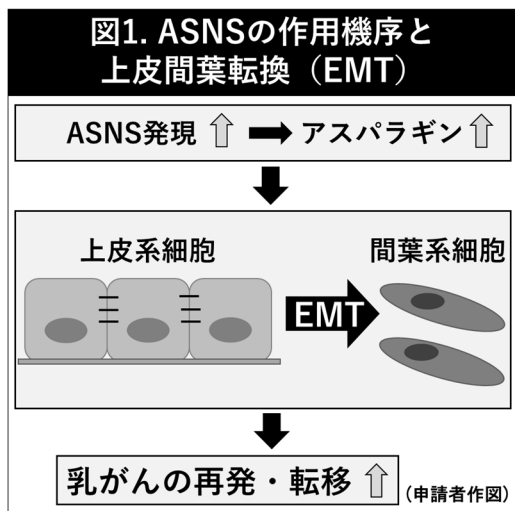 図1. ASNSの作用機序と
上皮間葉転換（EMT）
ASNS発現 ⇧ ➡ アスパラギン ⇧
上皮系細胞
間葉系細胞
EMT
乳がんの再発・転移 ⇧
（申請者作図）